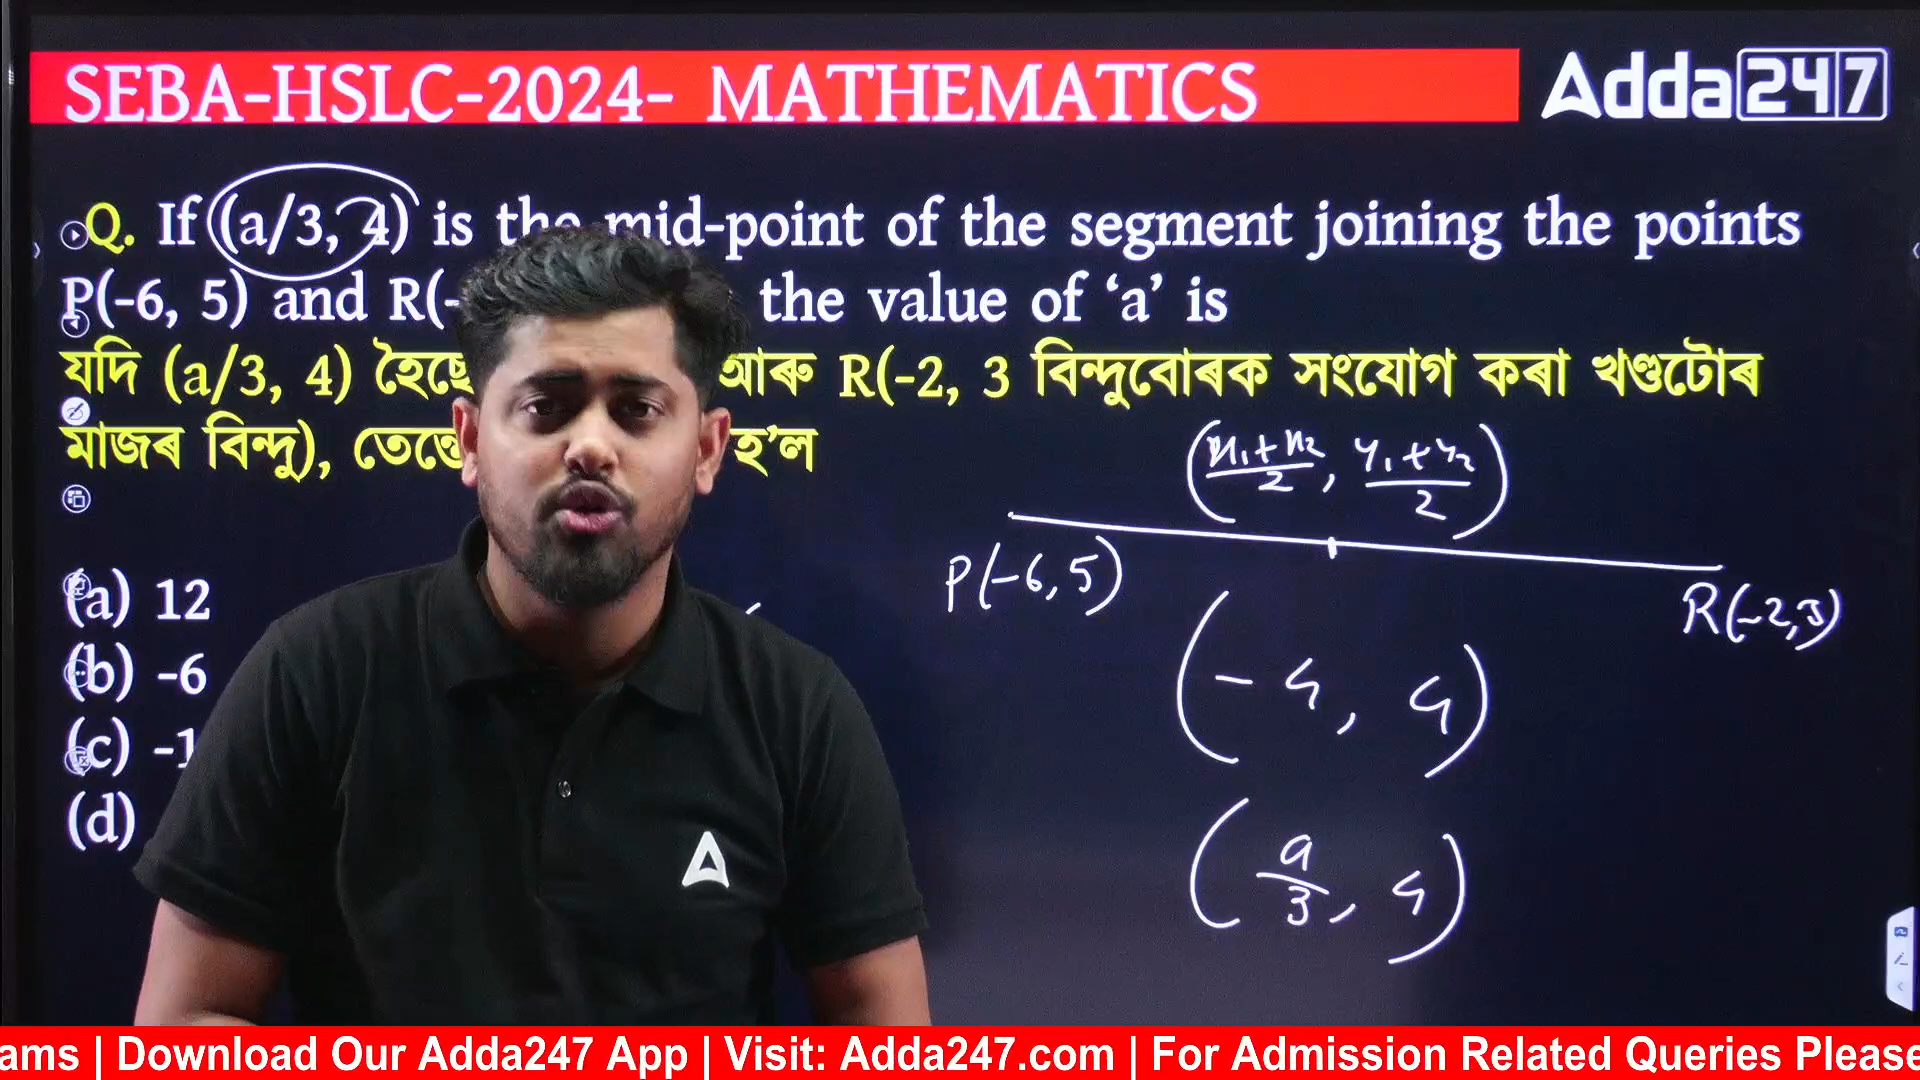 SEBA-HSLC-2024- MATHEMATICS
Adda247
Q. If (a/3, 4) is the mid-point of the segment joining the points
P(-6, 5) and R(- the value of ‘a’ is
যদি (a/3, 4) হৈছে আৰু R(-2, 3 বিন্দুবোৰক সংযোগ কৰা খণ্ডটোৰ
মাজৰ বিন্দু), তেন্তে হ’ল
(x₁+x₂/2, y₁+y₂/2)
P(-6, 5)
R(-2, 3)
(a) 12
(b) -6
(c) -1
(d)
(-4, 4)
(a/3, 4)
ams | Download Our Adda247 App | Visit: Adda247.com | For Admission Related Queries Please